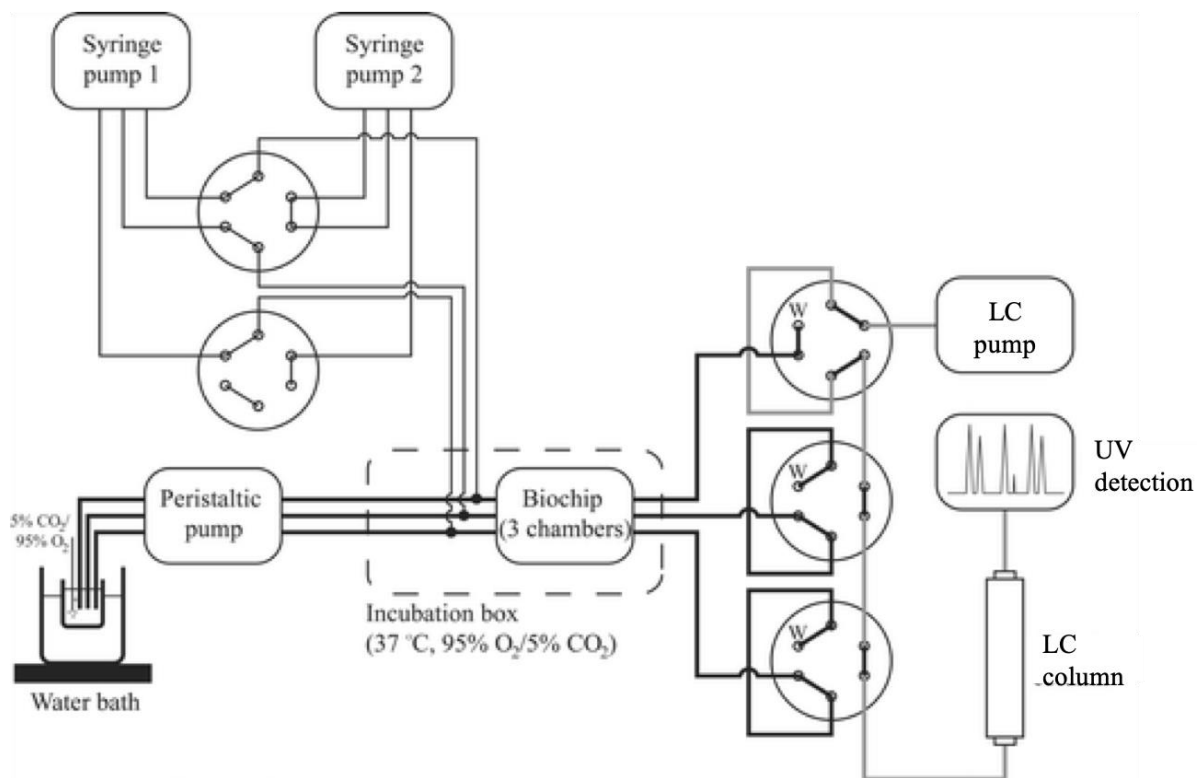 Syringe
pump 1
Syringe
pump 2
W
LC
pump
W
UV
detection
Peristaltic
pump
Biochip
(3 chambers)
5% CO₂/
95% O₂
Incubation box
(37 °C, 95% O₂/5% CO₂)
W
LC
column
Water bath